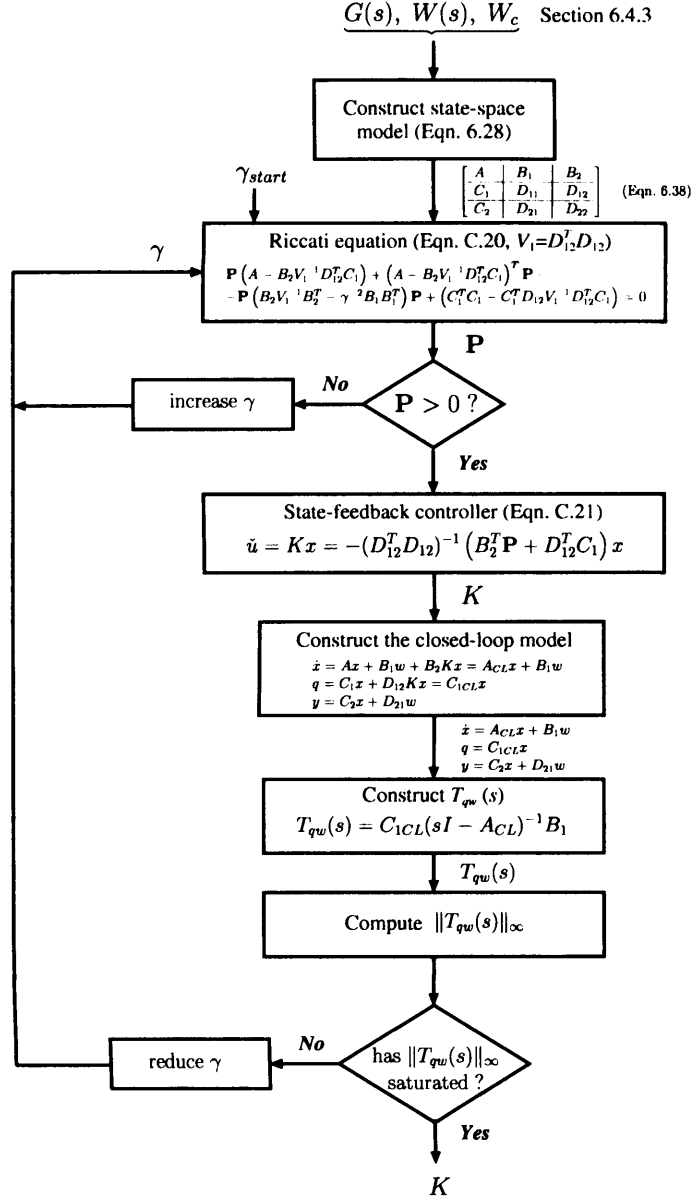 G(s), W(s), W_c Section 6.4.3
Construct state-space
model (Eqn. 6.28)
γ_start
A B_1 B_2
C_1 D_11 D_12 (Eqn. 6.38)
C_2 D_21 D_22
γ
Riccati equation (Eqn. C.20, V_1=D_12^T D_12)
P (A - B_2V_1^1D_12^TC_1) + (A - B_2V_1^1D_12^TC_1)^T P
-P (B_2V_1^1B_2^T - γ^2B_1B_1^T) P + (C_1^TC_1 - C_1^TD_12V_1^1D_12^TC_1) = 0
P
No
increase γ
P > 0 ?
Yes
State-feedback controller (Eqn. C.21)
ǔ = Kx = -(D_12^T D_12)^{-1} (B_2^T P + D_12^T C_1) x
K
Construct the closed-loop model
ẋ = Ax + B_1w + B_2Kx = A_CLx + B_1w
q = C_1x + D_12Kx = C_1CLx
y = C_2x + D_21w
ẋ = A_CLx + B_1w
q = C_1CLx
y = C_2x + D_21w
Construct T_qw (s)
T_qw(s) = C_1CL(sI - A_CL)^{-1}B_1
T_qw(s)
Compute ||T_qw(s)||_∞
No
reduce γ
has ||T_qw(s)||_∞
saturated ?
Yes
K